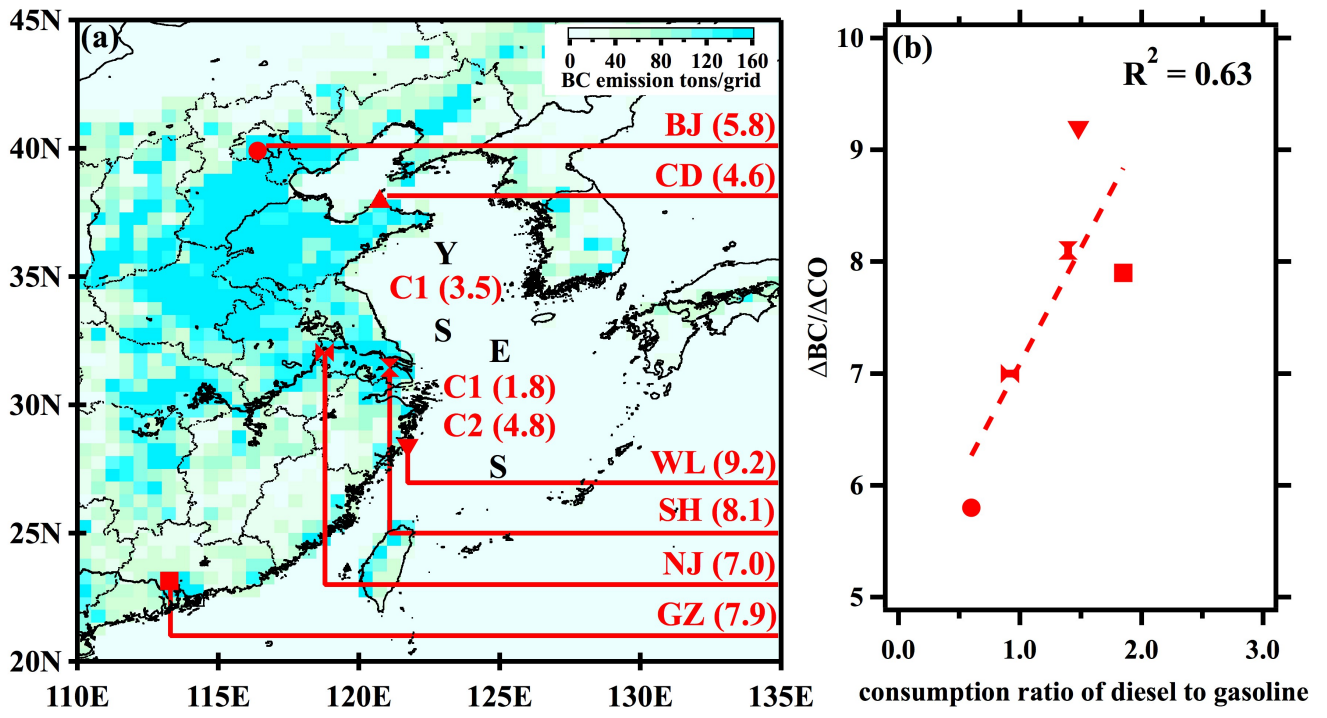 (a)
45N
40N
35N
30N
25N
20N
110E 115E 120E 125E 130E 135E
0 40 80 120 160
BC emission tons/grid
BJ (5.8)
CD (4.6)
Y
C1 (3.5)
S
E
C1 (1.8)
C2 (4.8)
S
WL (9.2)
SH (8.1)
NJ (7.0)
GZ (7.9)
(b)
R² = 0.63
10
9
8
7
6
5
ΔBC/ΔCO
0.0 1.0 2.0 3.0
consumption ratio of diesel to gasoline